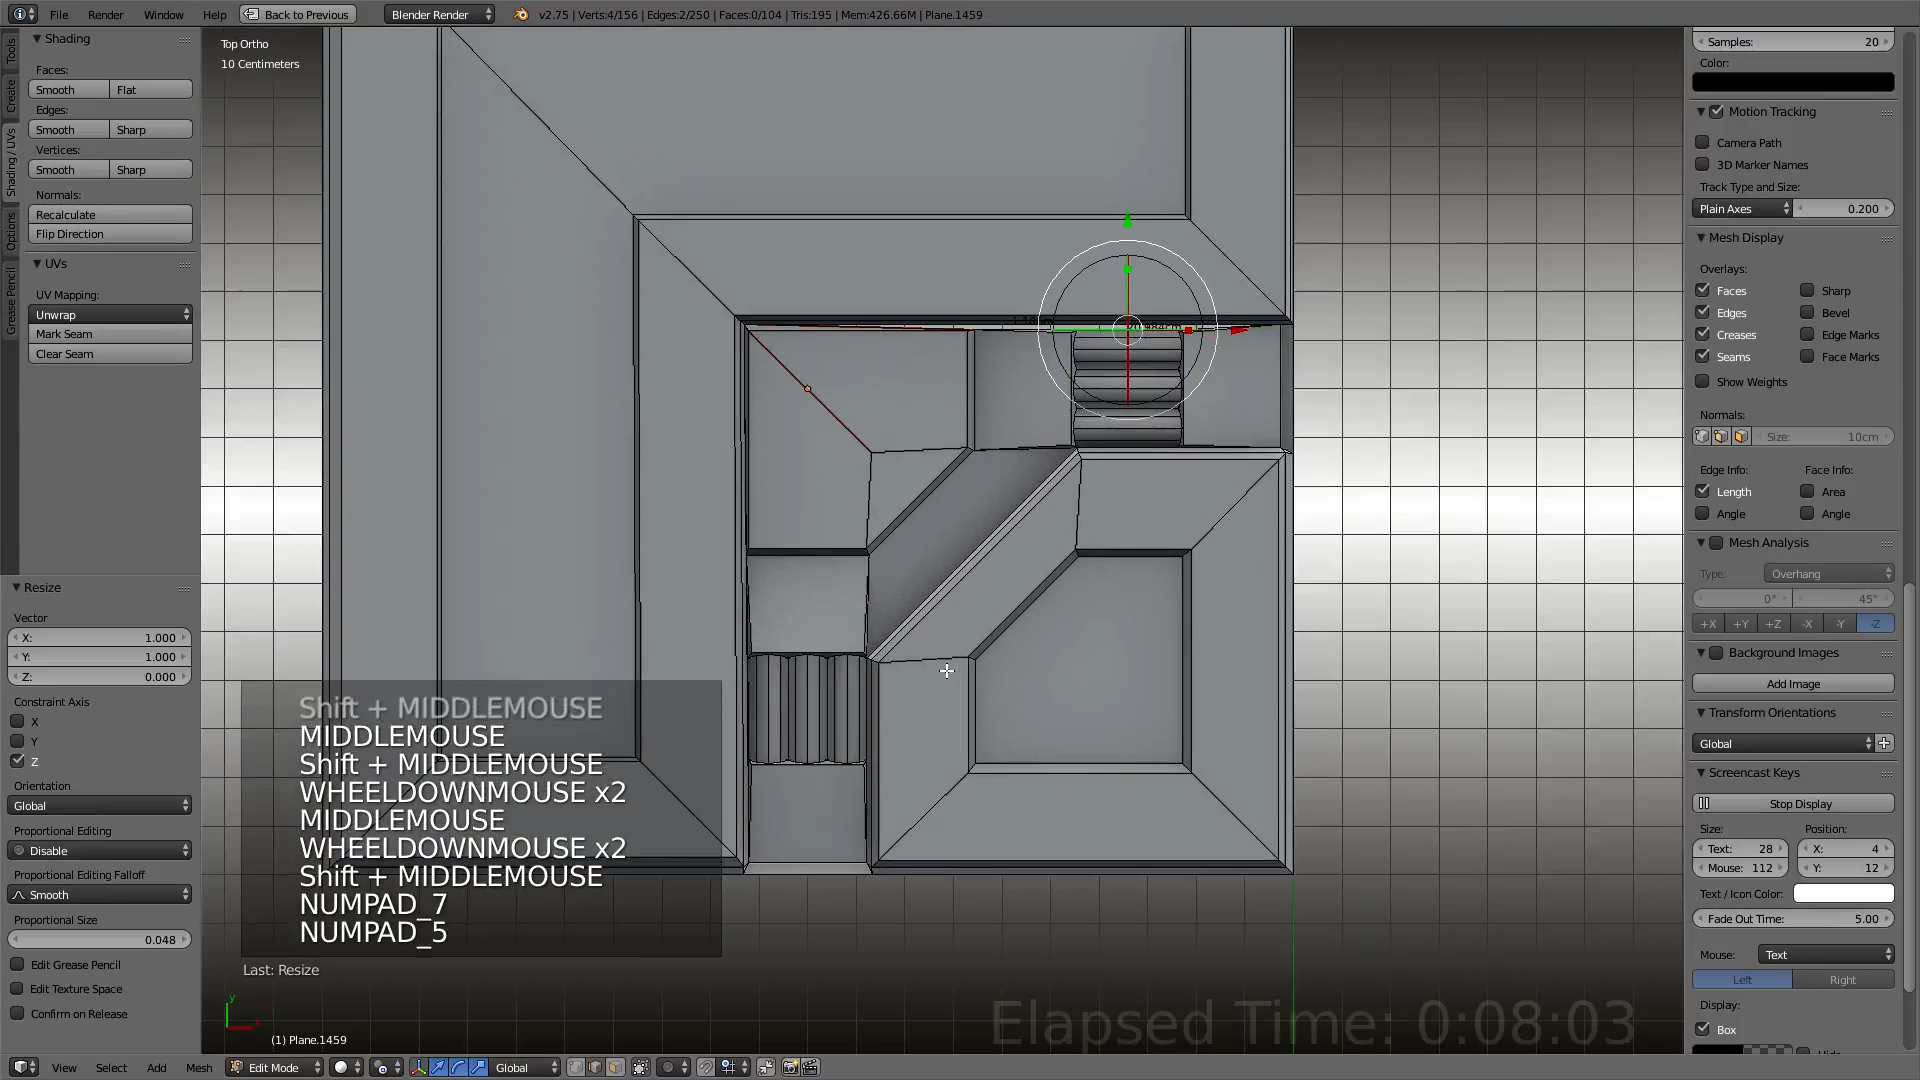 File Render Window Help Back to Previous Blender Render v2.75 | Verts:4/156 | Edges:2/250 | Faces:0/104 | Tris:195 | Mem:426.66M | Plane.1459
Tools
Create
Shading / UVs
Options
Grease Pencil
Shading
Faces:
Smooth Flat
Edges:
Smooth Sharp
Vertices:
Smooth Sharp
Normals:
Recalculate
Flip Direction
UVs
UV Mapping:
Unwrap
Mark Seam
Clear Seam
Resize
Vector
X: 1.000
Y: 1.000
Z: 0.000
Constraint Axis
X
Y
Z
Orientation
Global
Proportional Editing
Disable
Proportional Editing Falloff
Smooth
Proportional Size
0.048
Edit Grease Pencil
Edit Texture Space
Confirm on Release
Top Ortho
10 Centimeters
Shift + MIDDLEMOUSE
MIDDLEMOUSE
Shift + MIDDLEMOUSE
WHEELDOWNMOUSE x2
MIDDLEMOUSE
WHEELDOWNMOUSE x2
Shift + MIDDLEMOUSE
NUMPAD_7
NUMPAD_5
Last: Resize
y
x
(1) Plane.1459
Elapsed Time: 0:08:03
Samples: 20
Color:
Motion Tracking
Camera Path
3D Marker Names
Track Type and Size:
Plain Axes 0.200
Mesh Display
Overlays:
Faces Sharp
Edges Bevel
Creases Edge Marks
Seams Face Marks
Show Weights
Normals:
Size: 10cm
Edge Info: Face Info:
Length Area
Angle Angle
Mesh Analysis
Type: Overhang
0° 45°
+X +Y +Z -X -Y -Z
Background Images
Add Image
Transform Orientations
Global
Screencast Keys
Stop Display
Size: Position:
Text: 28 X: 4
Mouse: 112 Y: 12
Text / Icon Color:
Fade Out Time: 5.00
Mouse: Text
Left Right
Display:
Box
View Select Add Mesh Edit Mode Global